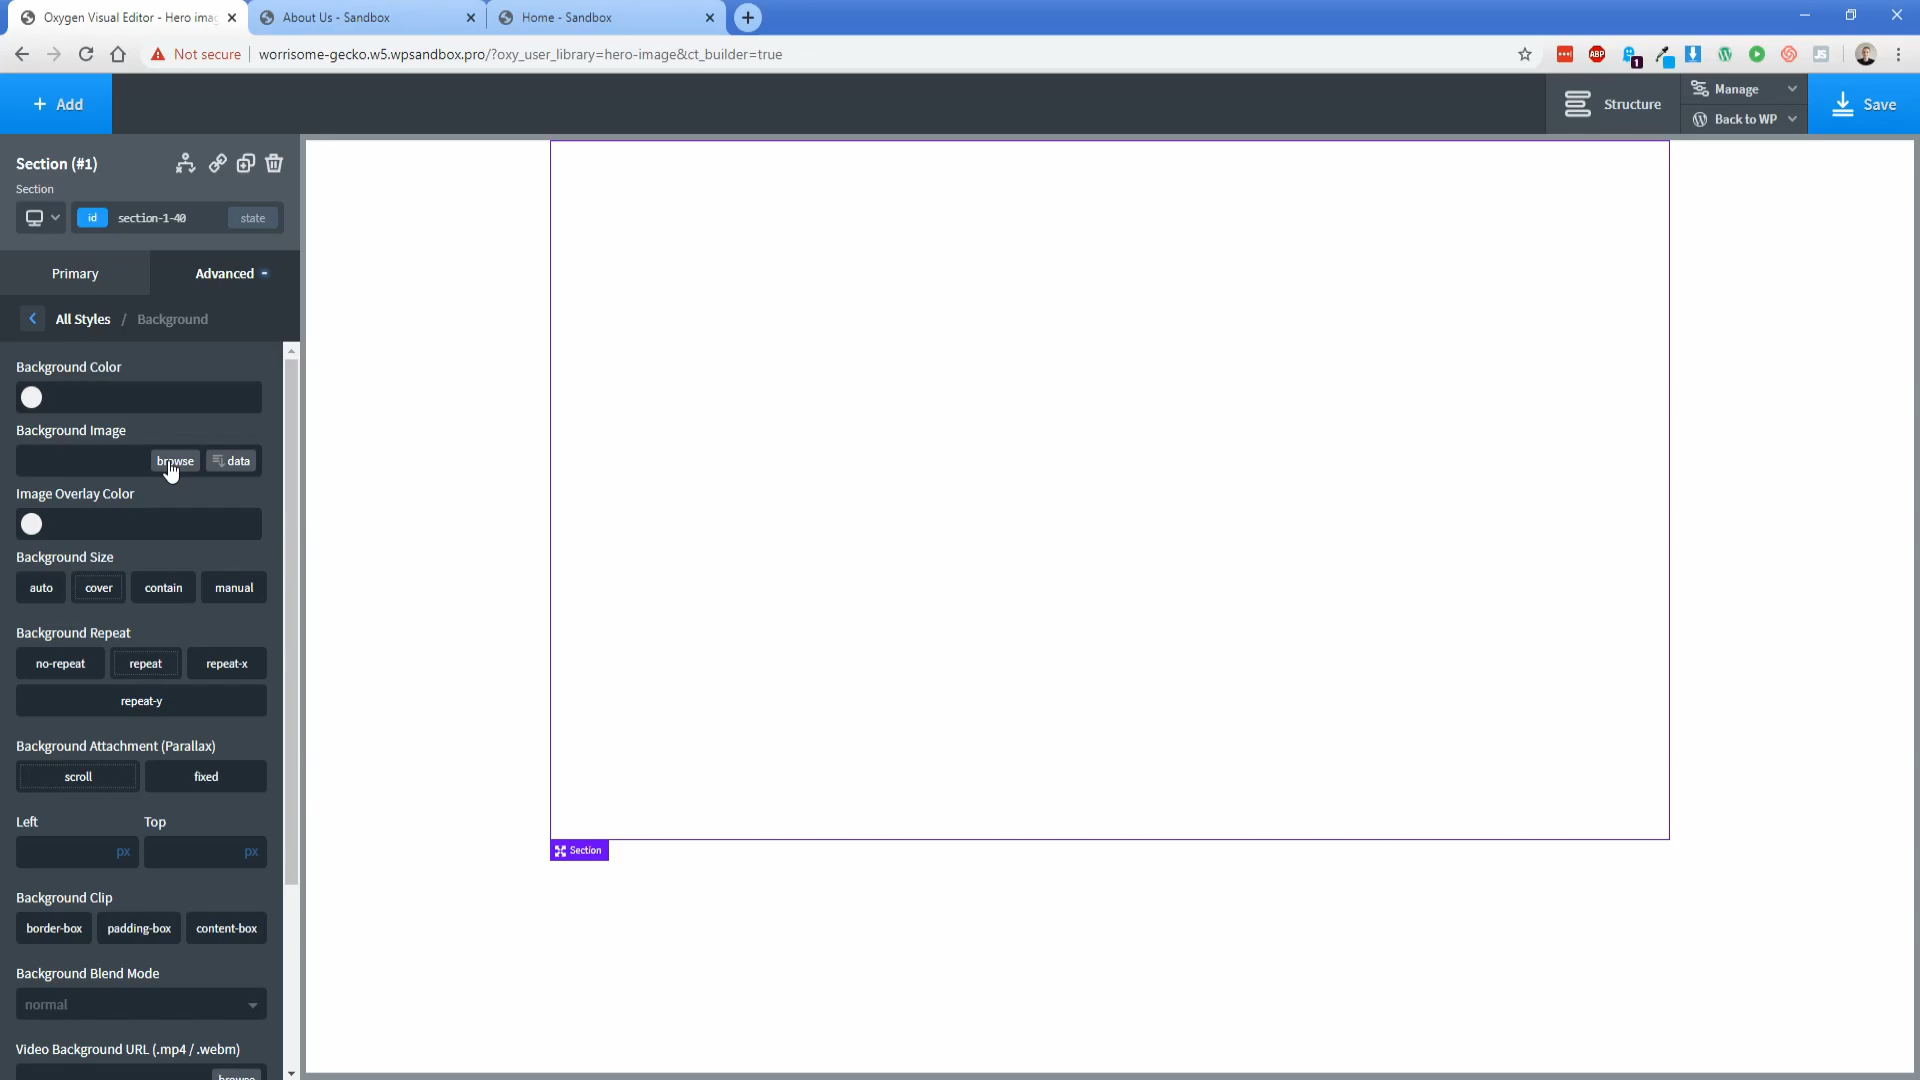 Oxygen Visual Editor - Hero imag
About Us - Sandbox
Home - Sandbox
Not secure
worrisome-gecko.w5.wpsandbox.pro/?oxy_user_library=hero-image&ct_builder=true
ABP
1
JS
+ Add
Structure
Manage
Back to WP
Save
Section (#1)
Section
id section-1-40 state
Primary
Advanced
All Styles / Background
Background Color
Background Image
browse
data
Image Overlay Color
Background Size
auto cover contain manual
Background Repeat
no-repeat repeat repeat-x
repeat-y
Background Attachment (Parallax)
scroll fixed
Left Top
px px
Background Clip
border-box padding-box content-box
Background Blend Mode
normal
Video Background URL (.mp4 / .webm)
browse
Section